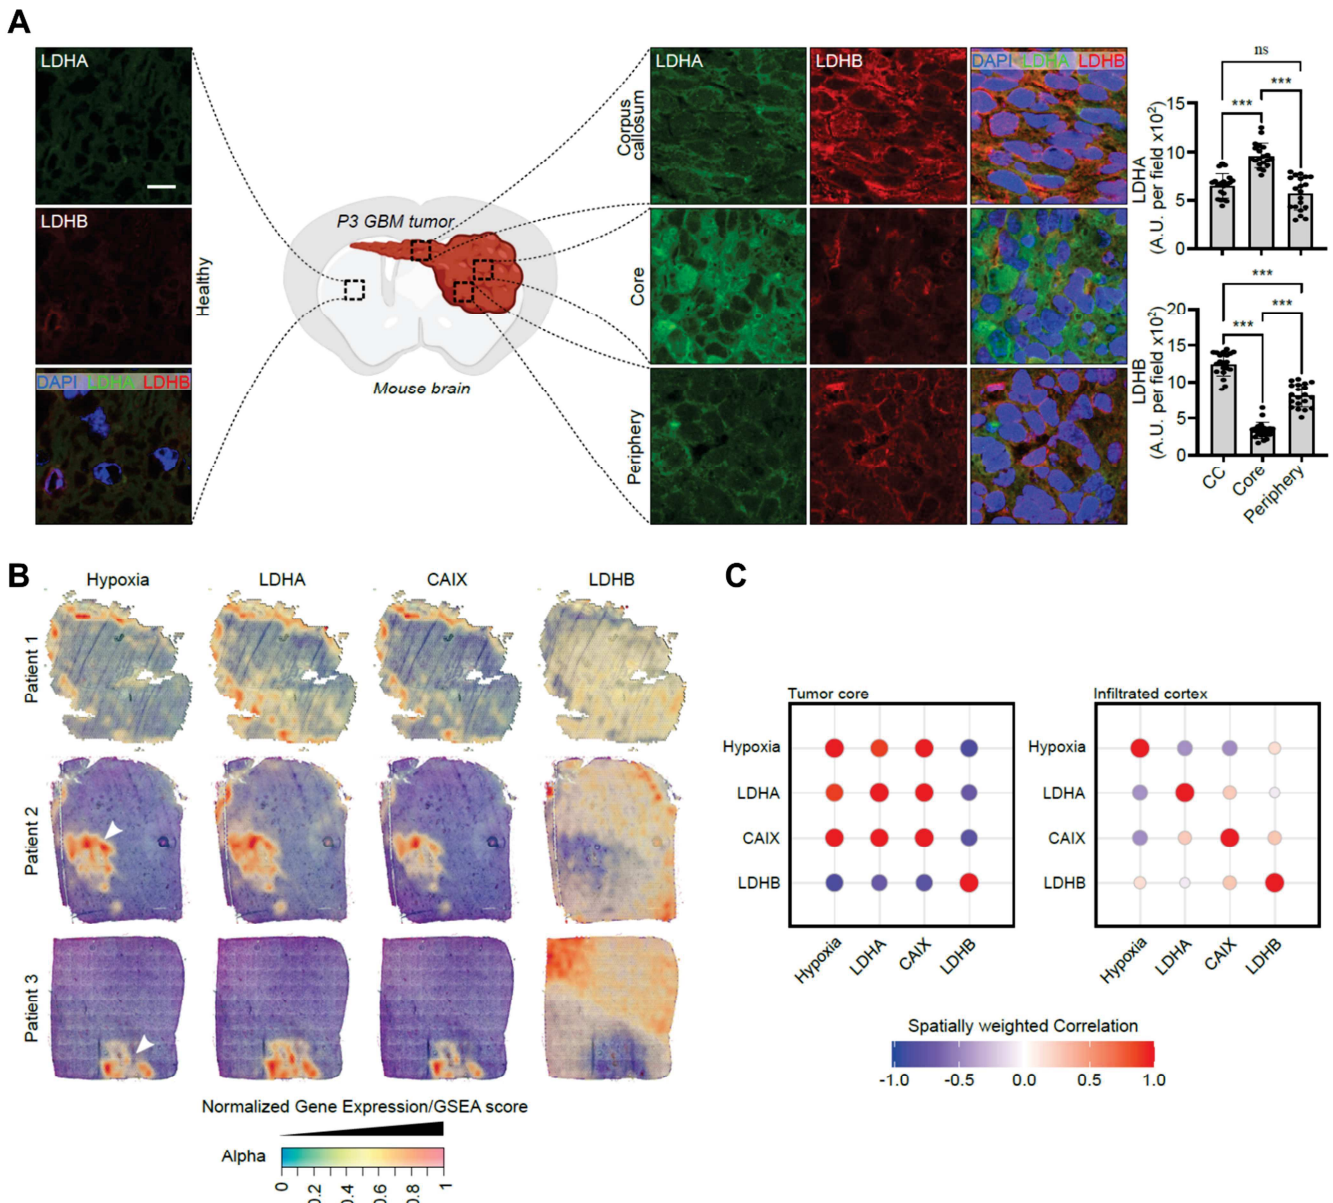 A
LDHA
LDHB
DAPI LDHA LDHB
Healthy
P3 GBM tumor
Mouse brain
LDHA
LDHB
DAPI LDHA LDHB
Corpus
callosum
Core
Periphery
ns
***
***
15
10
5
0
LDHA
(A.U. per field x10²)
***
***
***
20
15
10
5
0
LDHB
(A.U. per field x10²)
CC
Core
Periphery
B
Hypoxia
LDHA
CAIX
LDHB
Patient 1
Patient 2
Patient 3
Normalized Gene Expression/GSEA score
Alpha
0
0.2
0.4
0.6
0.8
1
C
Tumor core
Hypoxia
LDHA
CAIX
LDHB
Hypoxia
LDHA
CAIX
LDHB
Infiltrated cortex
Hypoxia
LDHA
CAIX
LDHB
Hypoxia
LDHA
CAIX
LDHB
Spatially weighted Correlation
-1.0
-0.5
0.0
0.5
1.0